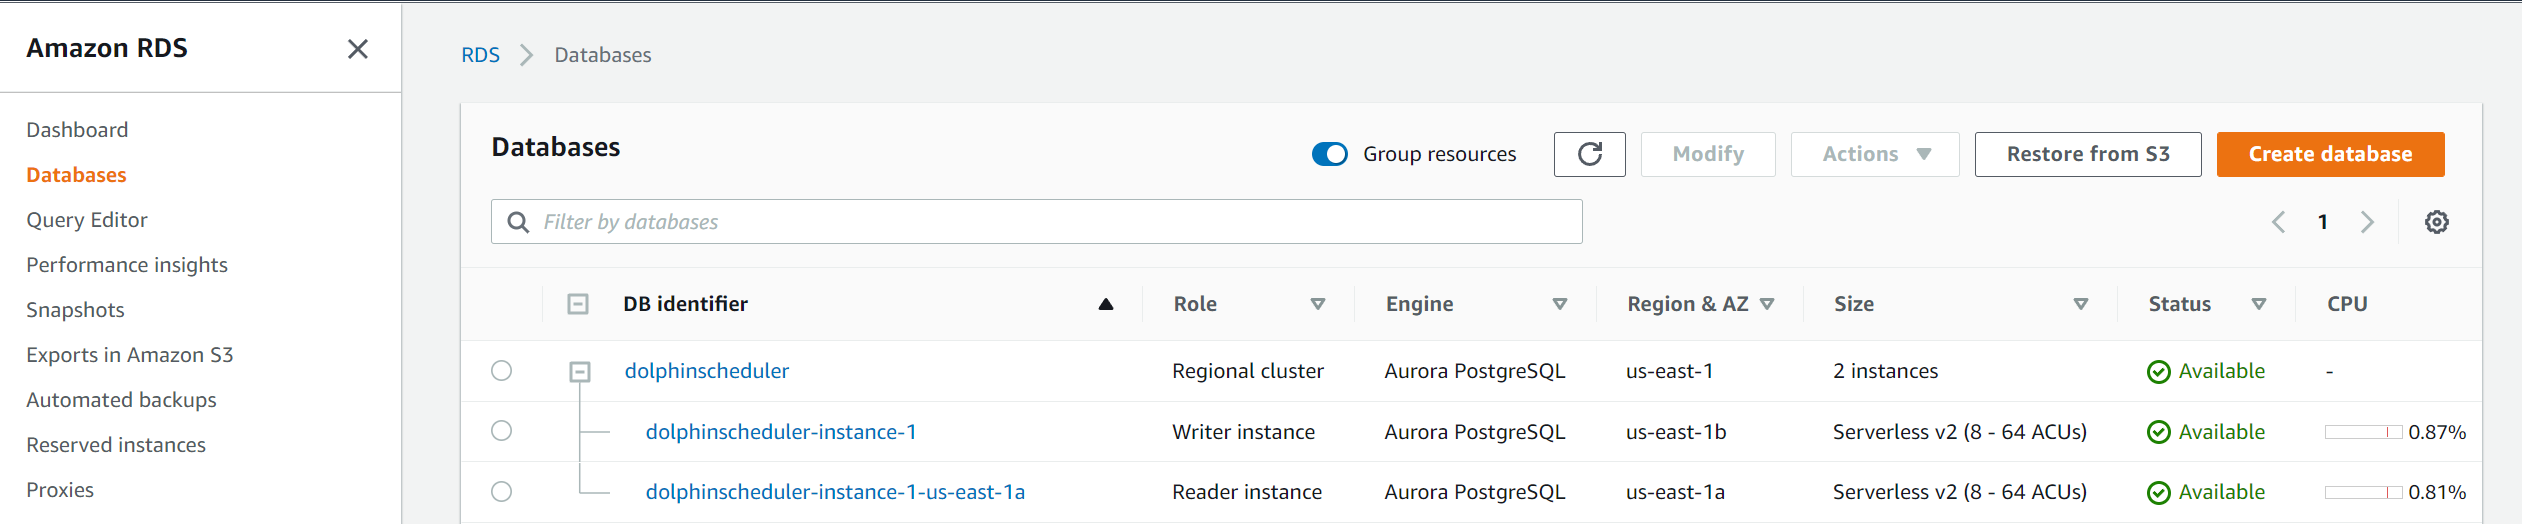 Amazon RDS
Dashboard
Databases
Query Editor
Performance insights
Snapshots
Exports in Amazon S3
Automated backups
Reserved instances
Proxies
RDS > Databases
Databases
Group resources
Modify
Actions
Restore from S3
Create database
Filter by databases
1
DB identifier Role Engine Region & AZ Size Status CPU
dolphinscheduler Regional cluster Aurora PostgreSQL us-east-1 2 instances Available -
dolphinscheduler-instance-1 Writer instance Aurora PostgreSQL us-east-1b Serverless v2 (8 - 64 ACUs) Available 0.87%
dolphinscheduler-instance-1-us-east-1a Reader instance Aurora PostgreSQL us-east-1a Serverless v2 (8 - 64 ACUs) Available 0.81%